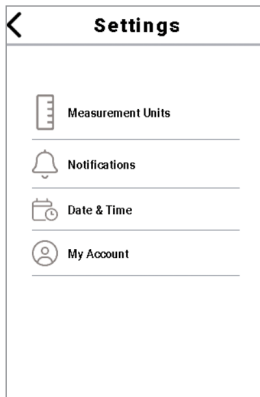 Settings
Measurement Units
Notifications
Date & Time
My Account